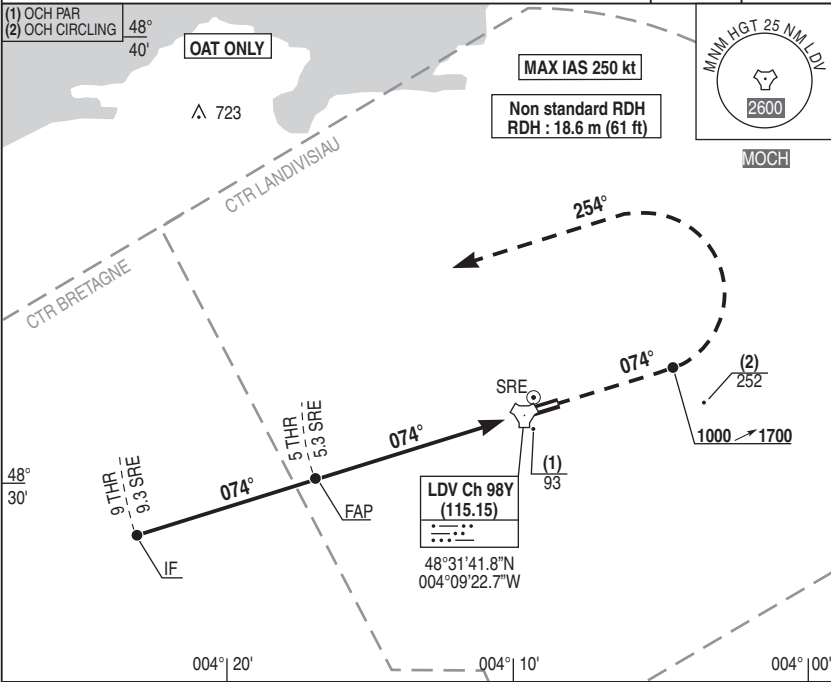 (1) OCH PAR
(2) OCH CIRCLING
48°
40'
OAT ONLY
MAX IAS 250 kt
Non standard RDH
RDH : 18.6 m (61 ft)
MNM HGT 25 NM LDV
2600
MOCH
723
CTR LANDIVISIAU
CTR BRETAGNE
254°
074°
(2)
252
1000 1700
SRE
5 THR
5.3 SRE
074°
(1)
93
48°
30'
9 THR
9.3 SRE
074°
FAP
IF
LDV Ch 98Y
(115.15)
48°31'41.8"N
004°09'22.7"W
004° 20'
004° 10'
004° 00'